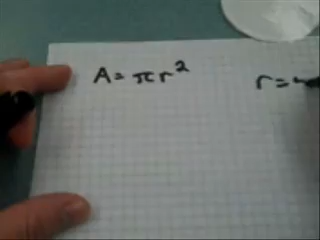 A = πr² r =